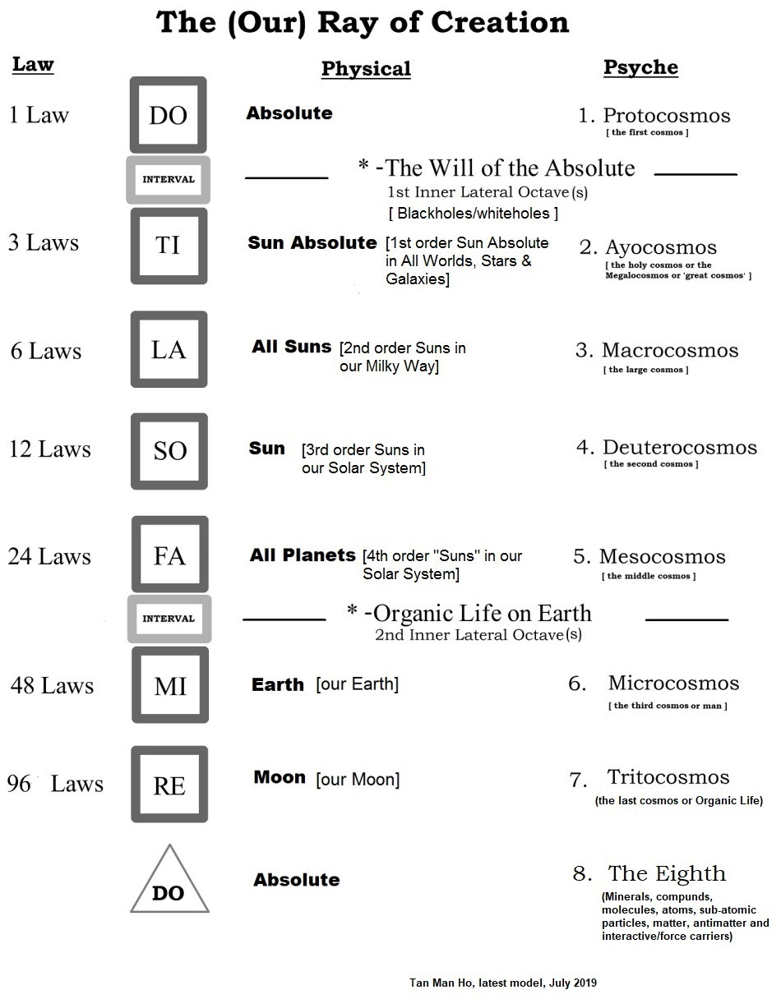 The (Our) Ray of Creation
Law
Physical
Psyche
1 Law
DO
Absolute
1. Protocosmos
[ the first cosmos ]
INTERVAL
* -The Will of the Absolute
1st Inner Lateral Octave(s)
[ Blackholes/whiteholes ]
3 Laws
TI
Sun Absolute [1st order Sun Absolute
in All Worlds, Stars &
Galaxies]
2. Ayocosmos
[ the holy cosmos or the
Megalocosmos or 'great cosmos' ]
6 Laws
LA
All Suns [2nd order Suns in
our Milky Way]
3. Macrocosmos
[ the large cosmos ]
12 Laws
SO
Sun [3rd order Suns in
our Solar System]
4. Deuterocosmos
[ the second cosmos ]
24 Laws
FA
All Planets [4th order "Suns" in our
Solar System]
5. Mesocosmos
[ the middle cosmos ]
INTERVAL
* -Organic Life on Earth
2nd Inner Lateral Octave(s)
48 Laws
MI
Earth [our Earth]
6. Microcosmos
[ the third cosmos or man ]
96 Laws
RE
Moon [our Moon]
7. Tritocosmos
(the last cosmos or Organic Life)
DO
Absolute
8. The Eighth
(Minerals, compunds,
molecules, atoms, sub-atomic
particles, matter, antimatter and
interactive/force carriers)
Tan Man Ho, latest model, July 2019